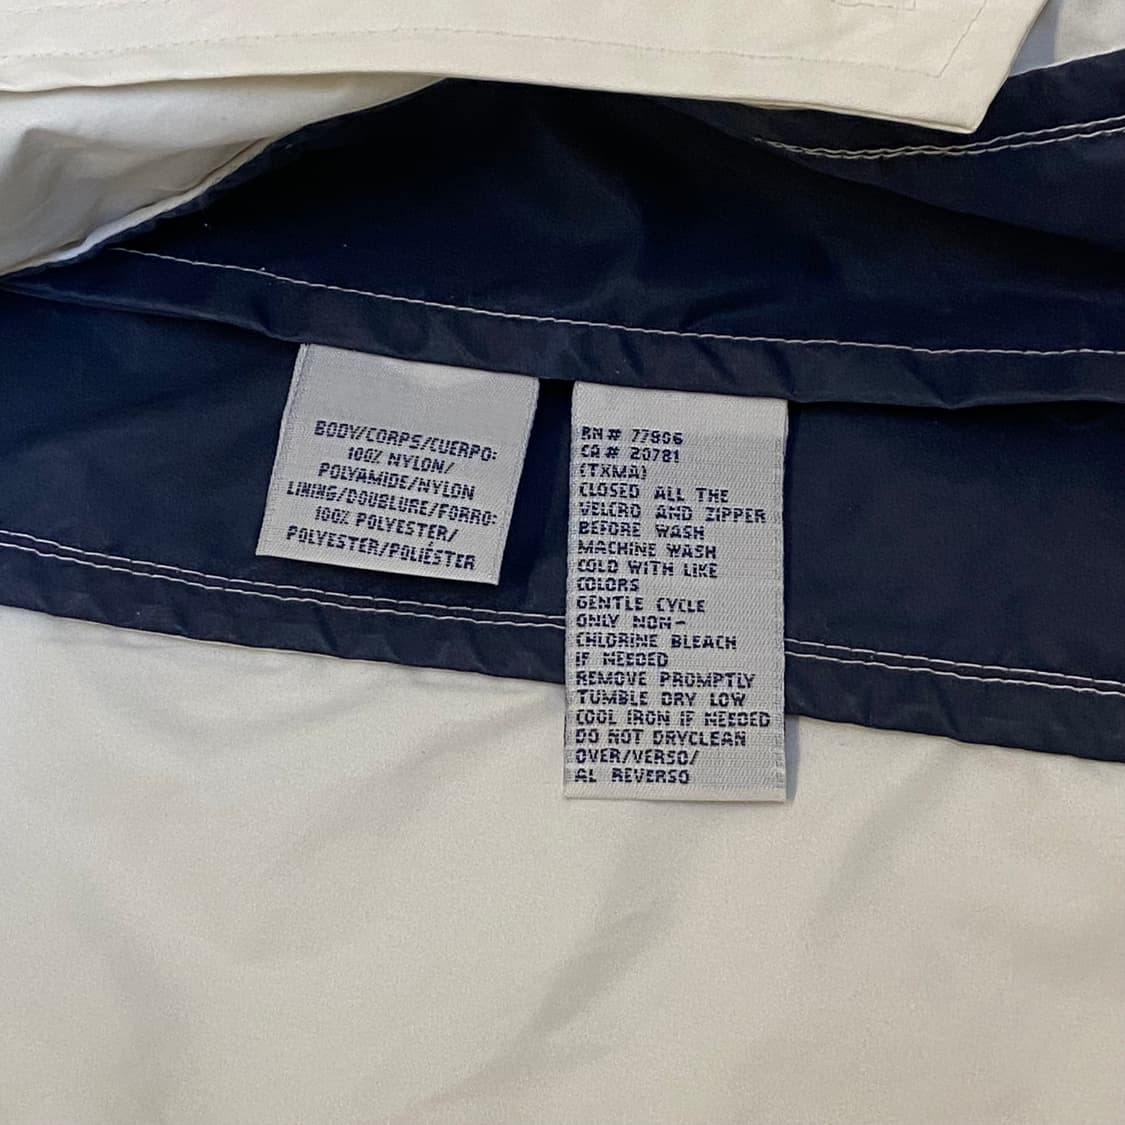 BODY/CORPS/CUERPO:
100% NYLON/
POLYAMIDE/NYLON
LINING/DOUBLURE/FORRO:
100% POLYESTER/
POLYESTER/POLIÉSTER
RN# 77906
CA# 20781
(TXMA)
CLOSED ALL THE
VELCRO AND ZIPPER
BEFORE WASH
MACHINE WASH
COLD WITH LIKE
COLORS
GENTLE CYCLE
ONLY NON-
CHLORINE BLEACH
IF NEEDED
REMOVE PROMPTLY
TUMBLE DRY LOW
COOL IRON IF NEEDED
DO NOT DRYCLEAN
OVER/VERSO/
AL REVERSO